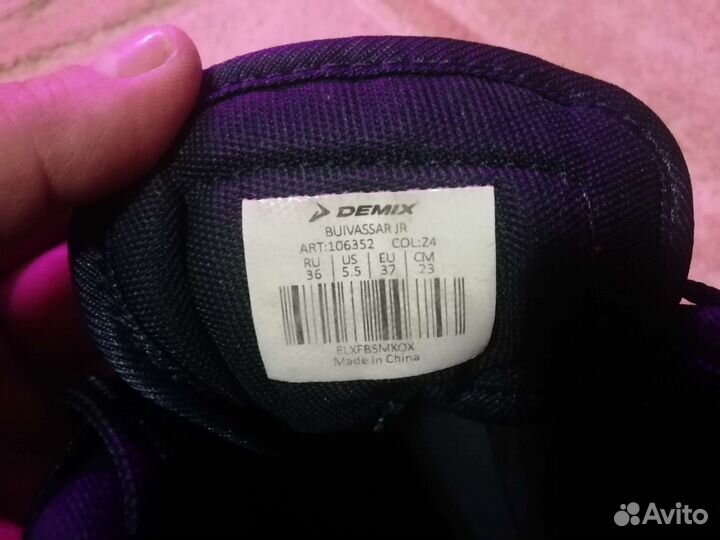 DEMIX
BUIVASSAR JR
ART:106352 COL:Z4
RU US EU CM
36 5.5 37 23
ELXFBSMKOX
Made in China
Avito